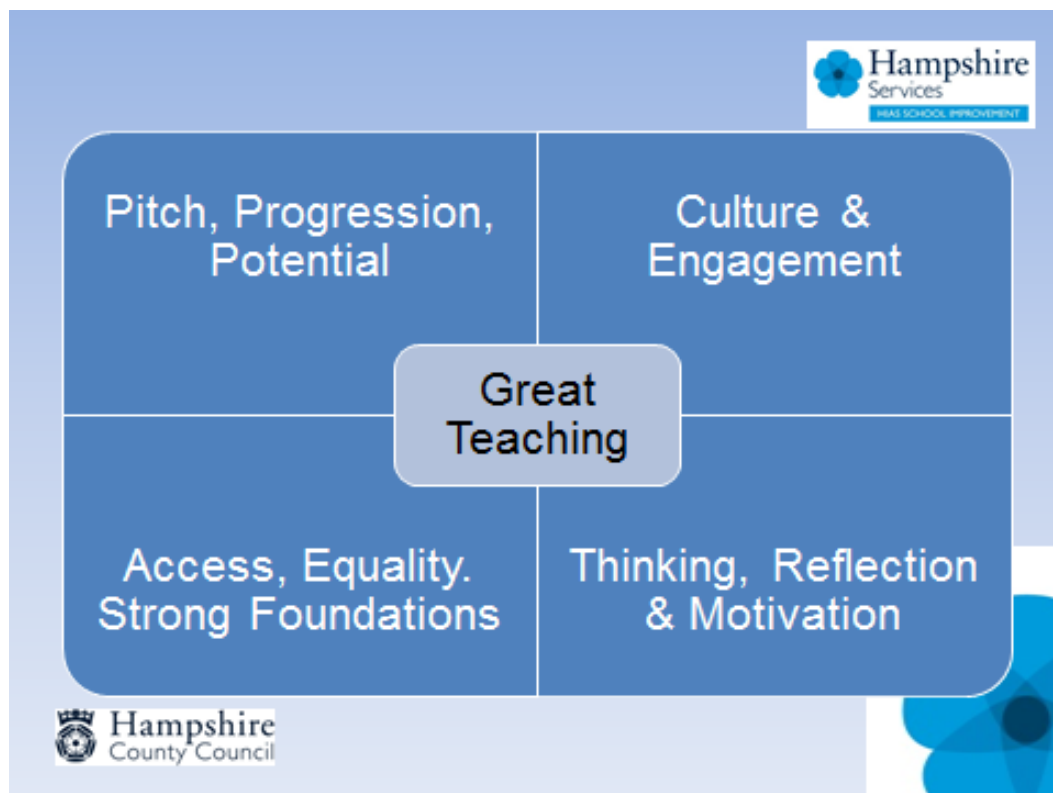 Hampshire
Services
HIAS SCHOOL IMPROVEMENT
Pitch, Progression,
Potential
Culture &
Engagement
Great
Teaching
Access, Equality.
Strong Foundations
Thinking, Reflection
& Motivation
Hampshire
County Council